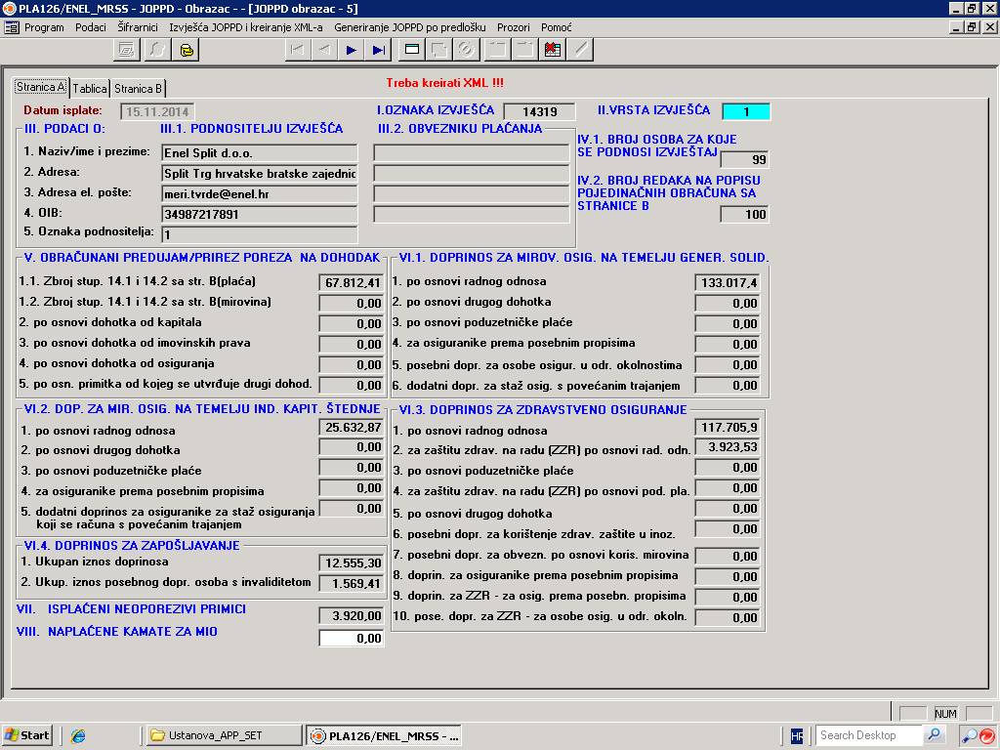 PLA126/ENEL_MRSS - JOPPD - Obrazac - - [JOPPD obrazac - 5]
Program Podaci Šifrarnici Izvješća JOPPD i kreiranje XML-a Generiranje JOPPD po predlošku Prozori Pomoć
Stranica A Tablica Stranica B
Treba kreirati XML !!!
Datum isplate: 15.11.2014
I.OZNAKA IZVJEŠĆA 14319
II.VRSTA IZVJEŠĆA 1
III. PODACI O: III.1. PODNOSITELJU IZVJEŠĆA III.2. OBVEZNIKU PLAĆANJA
1. Naziv/ime i prezime: Enel Split d.o.o.
2. Adresa: Split Trg hrvatske bratske zajednic
3. Adresa el. pošte: meri.tvrde@enel.hr
4. OIB: 34987217891
5. Oznaka podnositelja: 1
IV.1. BROJ OSOBA ZA KOJE
SE PODNOSI IZVJEŠTAJ 99
IV.2. BROJ REDAKA NA POPISU
POJEDINAČNIH OBRAČUNA SA
STRANICE B 100
V. OBRAČUNANI PREDUJAM/PRIREZ POREZA NA DOHODAK
1.1. Zbroj stup. 14.1 i 14.2 sa str. B(plaća) 67.812,41
1.2. Zbroj stup. 14.1 i 14.2 sa str. B(mirovina) 0,00
2. po osnovi dohotka od kapitala 0,00
3. po osnovi dohotka od imovinskih prava 0,00
4. po osnovi dohotka od osiguranja 0,00
5. po osn. primitka od kojeg se utvrđuje drugi dohod. 0,00
VI.1. DOPRINOS ZA MIROV. OSIG. NA TEMELJU GENER. SOLID.
1. po osnovi radnog odnosa 133.017,4
2. po osnovi drugog dohotka 0,00
3. po osnovi poduzetničke plaće 0,00
4. za osiguranike prema posebnim propisima 0,00
5. posebni dopr. za osobe osigur. u odr. okolnostima 0,00
6. dodatni dopr. za staž osig. s povećanim trajanjem 0,00
VI.2. DOP. ZA MIR. OSIG. NA TEMELJU IND. KAPIT. ŠTEDNJE
1. po osnovi radnog odnosa 25.632,87
2. po osnovi drugog dohotka 0,00
3. po osnovi poduzetničke plaće 0,00
4. za osiguranike prema posebnim propisima 0,00
5. dodatni doprinos za osiguranike za staž osiguranja 0,00
koji se računa s povećanim trajanjem
VI.3. DOPRINOS ZA ZDRAVSTVENO OSIGURANJE
1. po osnovi radnog odnosa 117.705,9
2. za zaštitu zdrav. na radu (ZZR) po osnovi rad. odn. 3.923,53
3. po osnovi poduzetničke plaće 0,00
4. za zaštitu zdrav. na radu (ZZR) po osnovi pod. pla. 0,00
5. po osnovi drugog dohotka 0,00
6. posebni dopr. za korištenje zdrav. zaštite u inoz. 0,00
7. posebni dopr. za obvezn. po osnovi koris. mirovina 0,00
8. doprin. za osiguranike prema posebnim propisima 0,00
9. doprin. za ZZR - za osig. prema posebn. propisima 0,00
10. pose. dopr. za ZZR - za osobe osig. u odr. okoln. 0,00
VI.4. DOPRINOS ZA ZAPOŠLJAVANJE
1. Ukupan iznos doprinosa 12.555,30
2. Ukup. iznos posebnog dopr. osoba s invaliditetom 1.569,41
VII. ISPLAĆENI NEOPOREZIVI PRIMICI 3.920,00
VIII. NAPLAĆENE KAMATE ZA MIO 0,00
NUM
Start Ustanova_APP_SET PLA126/ENEL_MRSS - ... HR Search Desktop